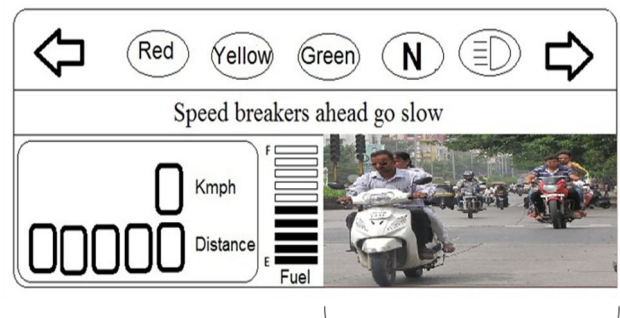 Red Yellow Green N
Speed breakers ahead go slow
0 Kmph
00000 Distance
F
E
Fuel